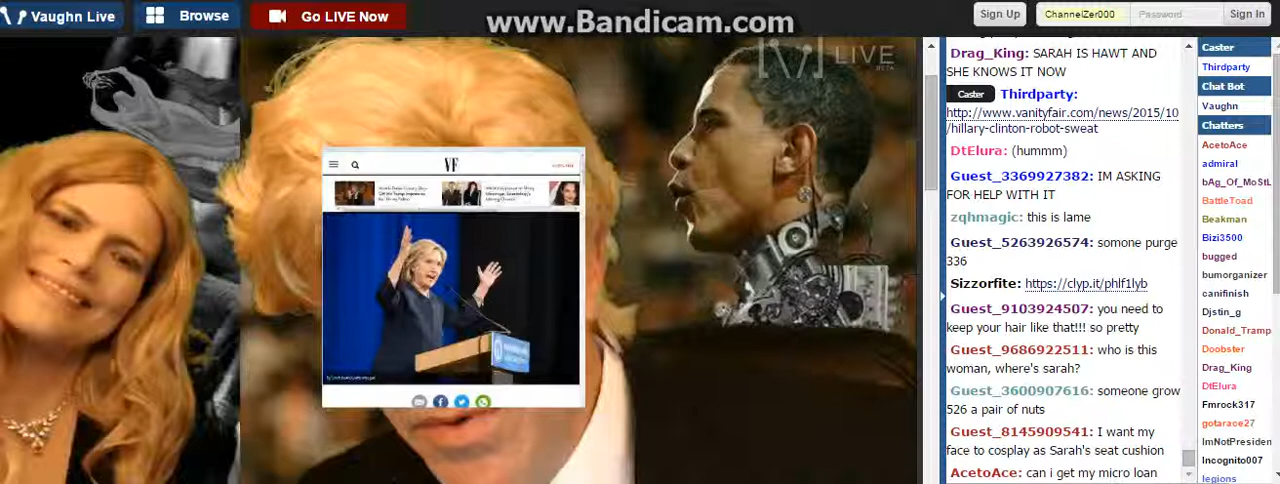 Vaughn Live
Browse
Go LIVE Now
www.Bandicam.com
Sign Up
ChannelZer000
Password
Sign In
[V] LIVE
BETA
VF
Drag_King: SARAH IS HAWT AND
SHE KNOWS IT NOW
Caster Thirdparty:
http://www.vanityfair.com/news/2015/10
/hillary-clinton-robot-sweat
DtElura: (hummm)
Guest_3369927382: IM ASKING
FOR HELP WITH IT
zqhmagic: this is lame
Guest_5263926574: somone purge
336
Sizzorfite: https://clyp.it/phlf1lyb
Guest_9103924507: you need to
keep your hair like that!!! so pretty
Guest_9686922511: who is this
woman, where's sarah?
Guest_3600907616: someone grow
526 a pair of nuts
Guest_8145909541: I want my
face to cosplay as Sarah's seat cushion
AcetoAce: can i get my micro loan
Caster
Thirdparty
Chat Bot
Vaughn
Chatters
AcetoAce
admiral
bAg_Of_MoStL
BattleToad
Beakman
Bizi3500
bugged
bumorganizer
canifinish
Djstin_g
Donald_Tramp
Doobster
Drag_King
DtElura
Fmrock317
gotarace27
ImNotPresiden
Incognito007
legions